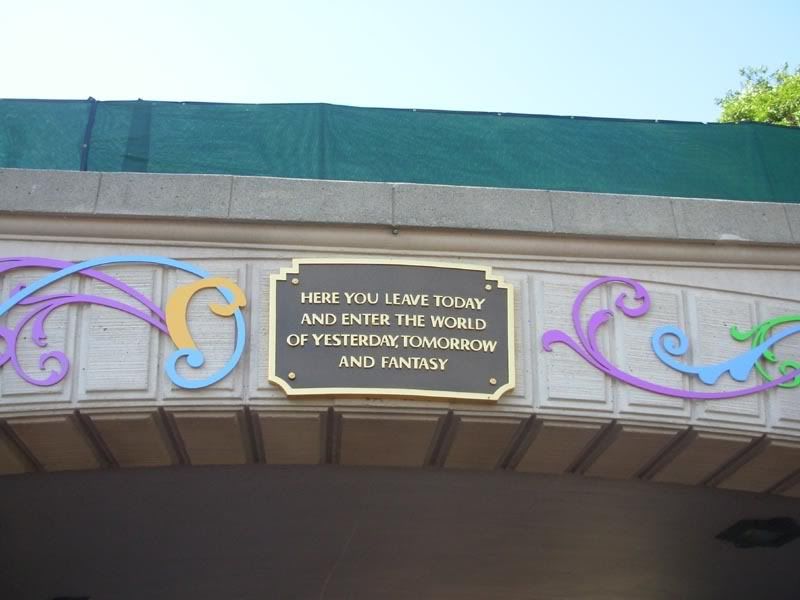 HERE YOU LEAVE TODAY
AND ENTER THE WORLD
OF YESTERDAY, TOMORROW
AND FANTASY